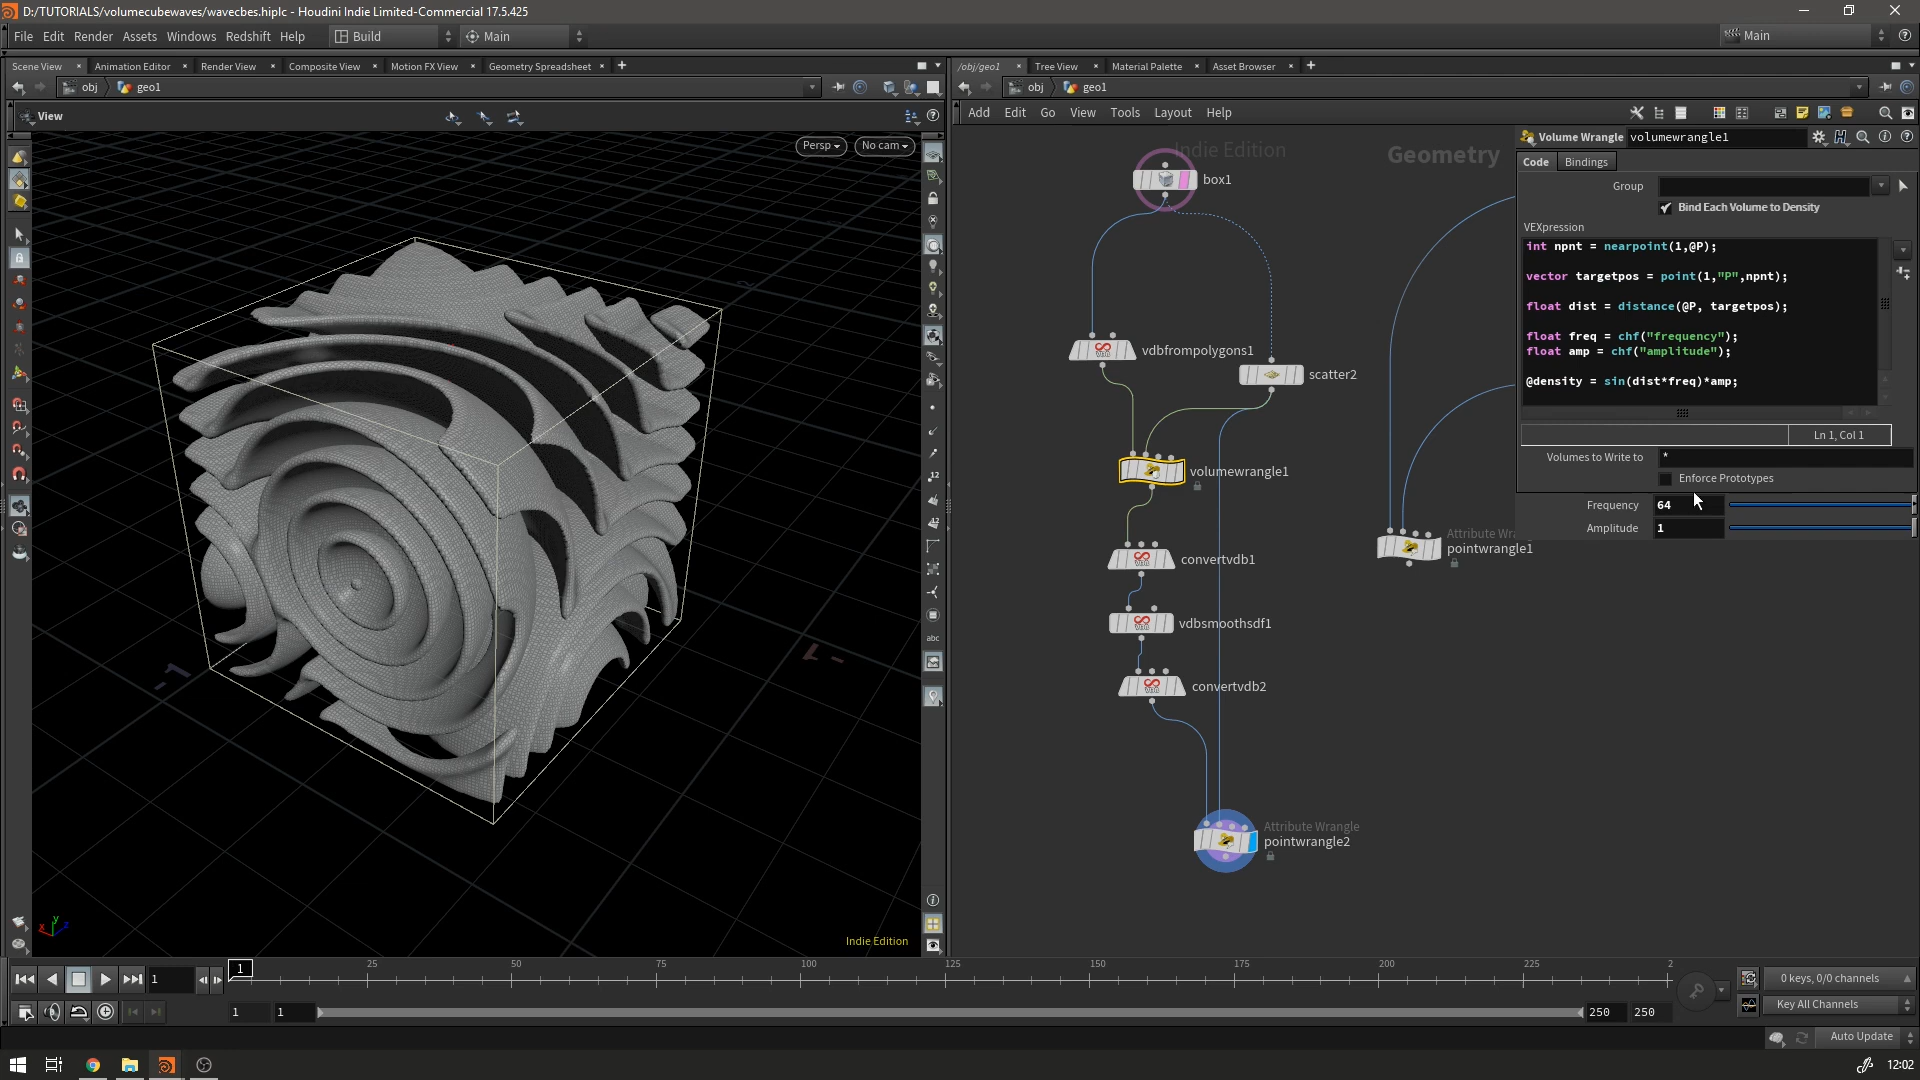 D:/TUTORIALS/volumecubewaves/wavecbes.hiplc - Houdini Indie Limited-Commercial 17.5.425
File Edit Render Assets Windows Redshift Help
Build
Main
Main
Scene View
Animation Editor
Render View
Composite View
Motion FX View
Geometry Spreadsheet
/obj/geo1
Tree View
Material Palette
Asset Browser
obj
geo1
obj
geo1
View
Add Edit Go View Tools Layout Help
Persp
No cam
Indie Edition
Geometry
box1
vdbfrompolygons1
scatter2
volumewrangle1
convertvdb1
vdbsmoothsdf1
convertvdb2
Attribute Wrangle
pointwrangle2
Attribute Wr
pointwrangle1
Volume Wrangle volumewrangle1
Code Bindings
Group
Bind Each Volume to Density
VEXpression
int npnt = nearpoint(1,@P);
vector targetpos = point(1,"P",npnt);
float dist = distance(@P, targetpos);
float freq = chf("frequency");
float amp = chf("amplitude");
@density = sin(dist*freq)*amp;
Ln 1, Col 1
Volumes to Write to *
Enforce Prototypes
Frequency 64
Amplitude 1
abc
Indie Edition
1
1 25 50 75 100 125 150 175 200 225 2
0 keys, 0/0 channels
1 1 250 250
Key All Channels
Auto Update
12:02